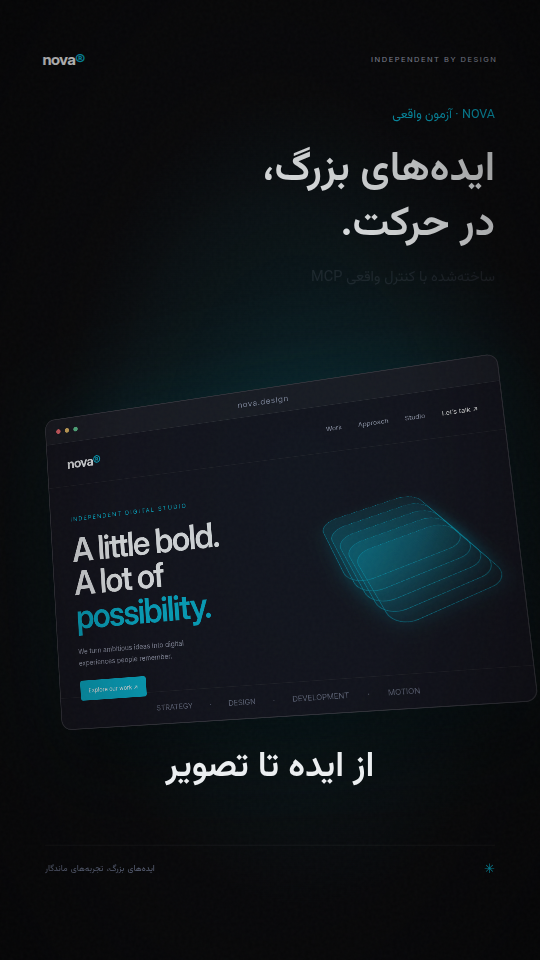 nova®
INDEPENDENT BY DESIGN
NOVA · آزمون واقعی
ایده‌های بزرگ،
در حرکت.
ساخته‌شده با کنترل واقعی MCP
nova.design
nova®
Work Approach Studio Let's talk ↗
INDEPENDENT DIGITAL STUDIO
A little bold.
A lot of
possibility.
We turn ambitious ideas into digital
experiences people remember.
Explore our work ↗
STRATEGY · DESIGN · DEVELOPMENT · MOTION
از ایده تا تصویر
ایده‌های بزرگ، تجربه‌های ماندگار